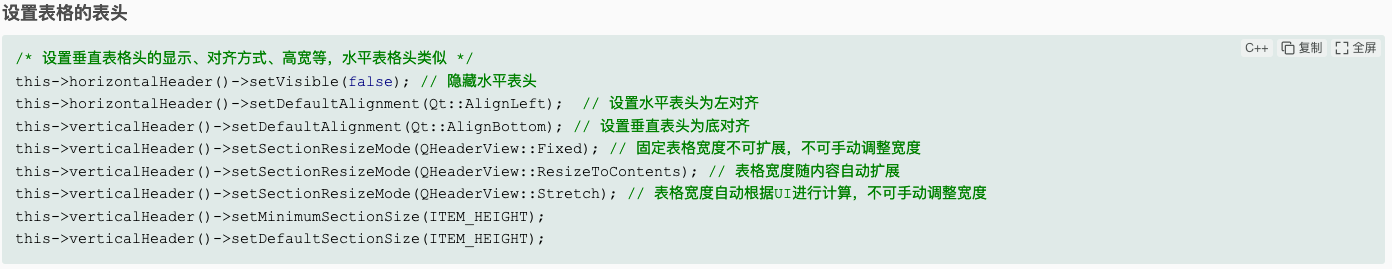 设置表格的表头
C++ 复制 全屏
/* 设置垂直表格头的显示、对齐方式、高宽等，水平表格头类似 */
this->horizontalHeader()->setVisible(false); // 隐藏水平表头
this->horizontalHeader()->setDefaultAlignment(Qt::AlignLeft);  // 设置水平表头为左对齐
this->verticalHeader()->setDefaultAlignment(Qt::AlignBottom); // 设置垂直表头为底对齐
this->verticalHeader()->setSectionResizeMode(QHeaderView::Fixed); // 固定表格宽度不可扩展，不可手动调整宽度
this->verticalHeader()->setSectionResizeMode(QHeaderView::ResizeToContents); // 表格宽度随内容自动扩展
this->verticalHeader()->setSectionResizeMode(QHeaderView::Stretch); // 表格宽度自动根据UI进行计算，不可手动调整宽度
this->verticalHeader()->setMinimumSectionSize(ITEM_HEIGHT);
this->verticalHeader()->setDefaultSectionSize(ITEM_HEIGHT);